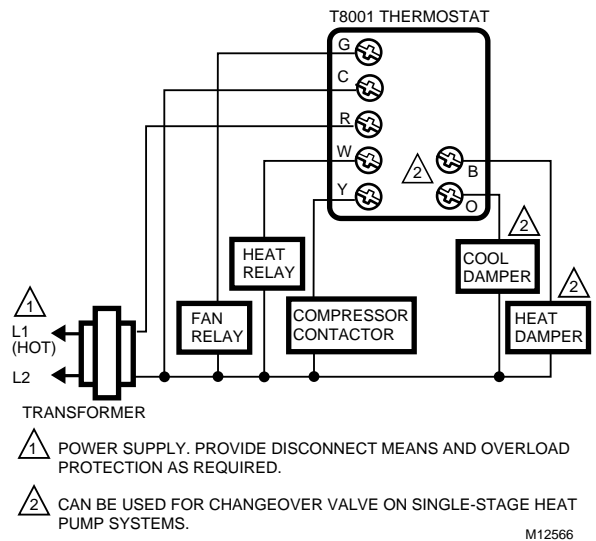 T8001 THERMOSTAT
G
C
R
W
Y
2
B
O
2
HEAT
RELAY
COOL
DAMPER
2
1
FAN
RELAY
COMPRESSOR
CONTACTOR
HEAT
DAMPER
L1
(HOT)
L2
TRANSFORMER
1 POWER SUPPLY. PROVIDE DISCONNECT MEANS AND OVERLOAD
PROTECTION AS REQUIRED.
2 CAN BE USED FOR CHANGEOVER VALVE ON SINGLE-STAGE HEAT
PUMP SYSTEMS.
M12566